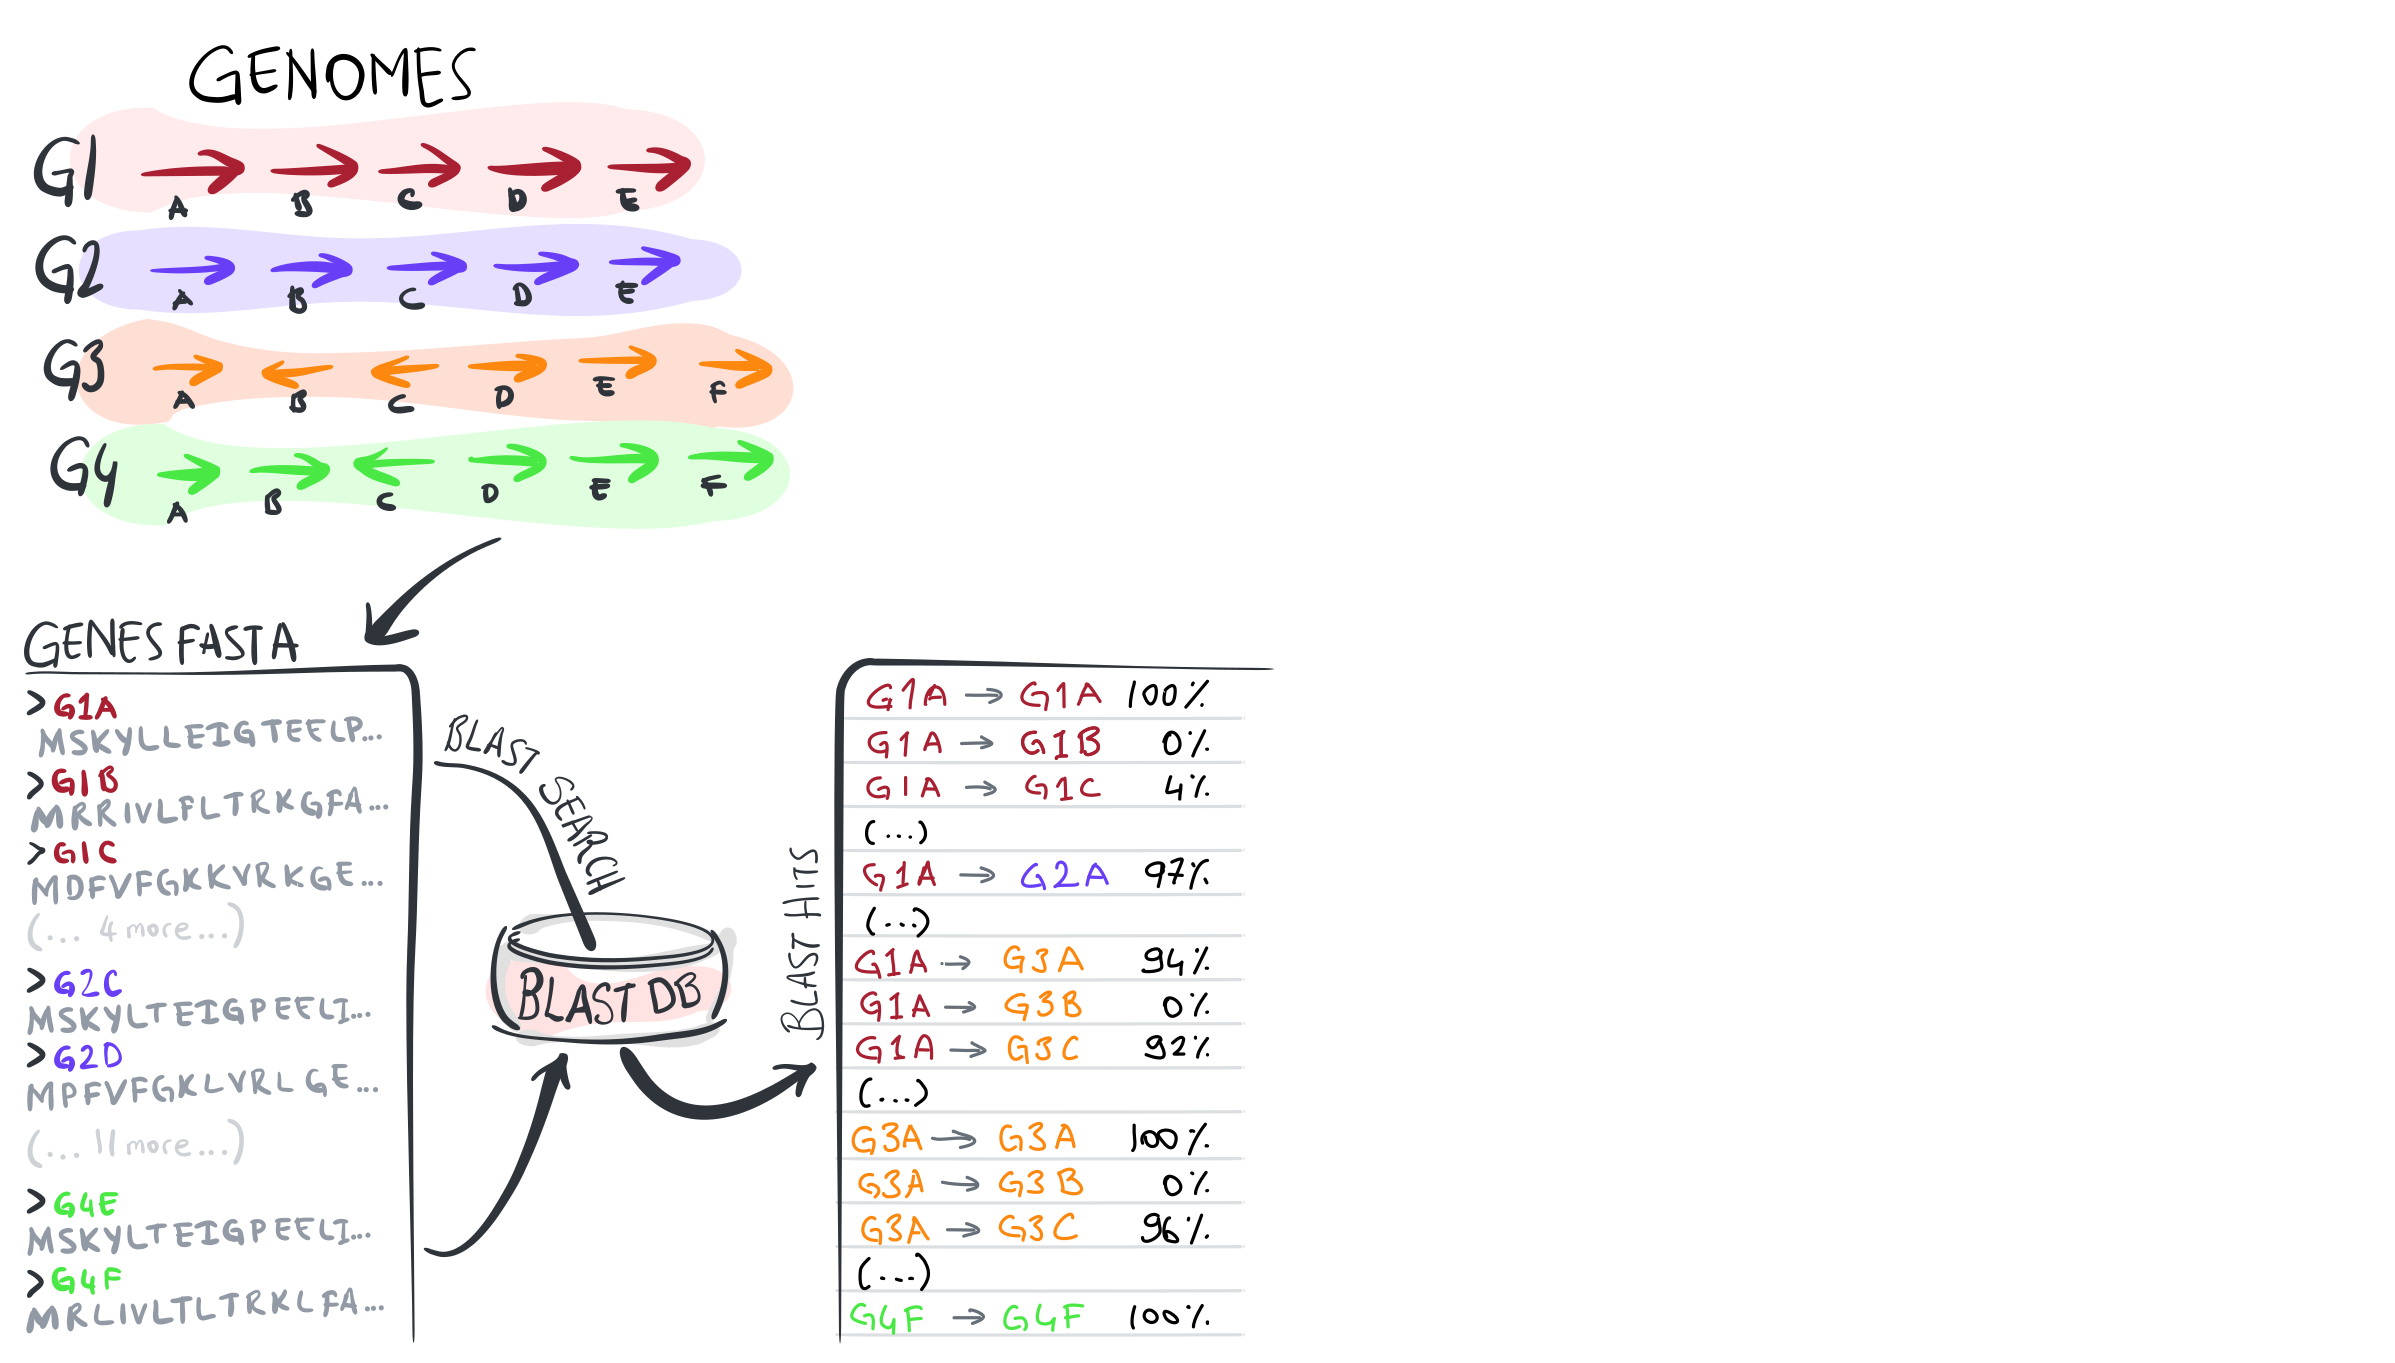 GENOMES
G1
A B C D E
G2
A B C D E
G3
A B C D E F
G4
A B C D E F
GENES FASTA
> G1A
MSKYLLEIGTEELP...
> G1B
MRRIVLFLTRKGFA...
> G1C
MDFVFGKKVRKGE...
(... 4 more...)
> G2C
MSKYLTEIGPEELI...
> G2D
MPFVFGKLVRLGE...
(... 11 more...)
> G4E
MSKYLTEIGPEELI...
> G4F
MRLIVLTLTRKLFA...
BLAST SEARCH
BLAST DB
BLAST HITS
G1A → G1A 100%
G1A → G1B 0%
G1A → G1C 4%
(...)
G1A → G2A 97%
(...)
G1A → G3A 94%
G1A → G3B 0%
G1A → G3C 92%
(...)
G3A → G3A 100%
G3A → G3B 0%
G3A → G3C 96%
(...)
G4F → G4F 100%